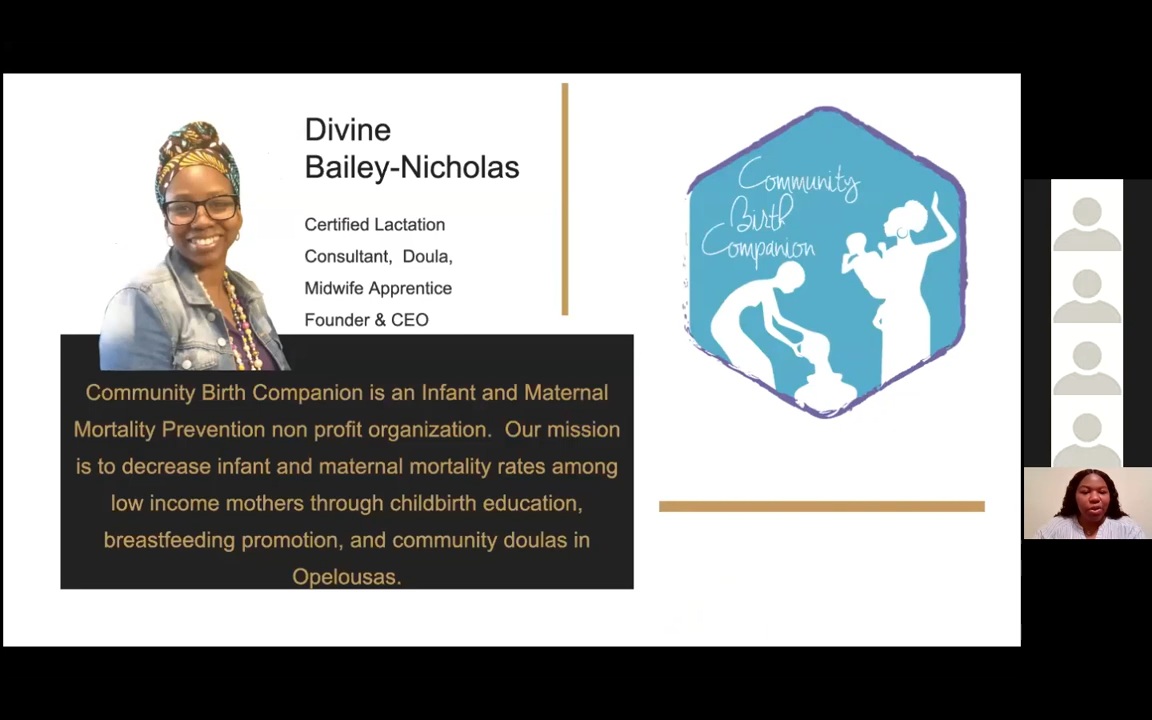 Divine
Bailey-Nicholas
Certified Lactation
Consultant, Doula,
Midwife Apprentice
Founder & CEO
Community Birth Companion is an Infant and Maternal
Mortality Prevention non profit organization. Our mission
is to decrease infant and maternal mortality rates among
low income mothers through childbirth education,
breastfeeding promotion, and community doulas in
Opelousas.
Community
Birth
Companion